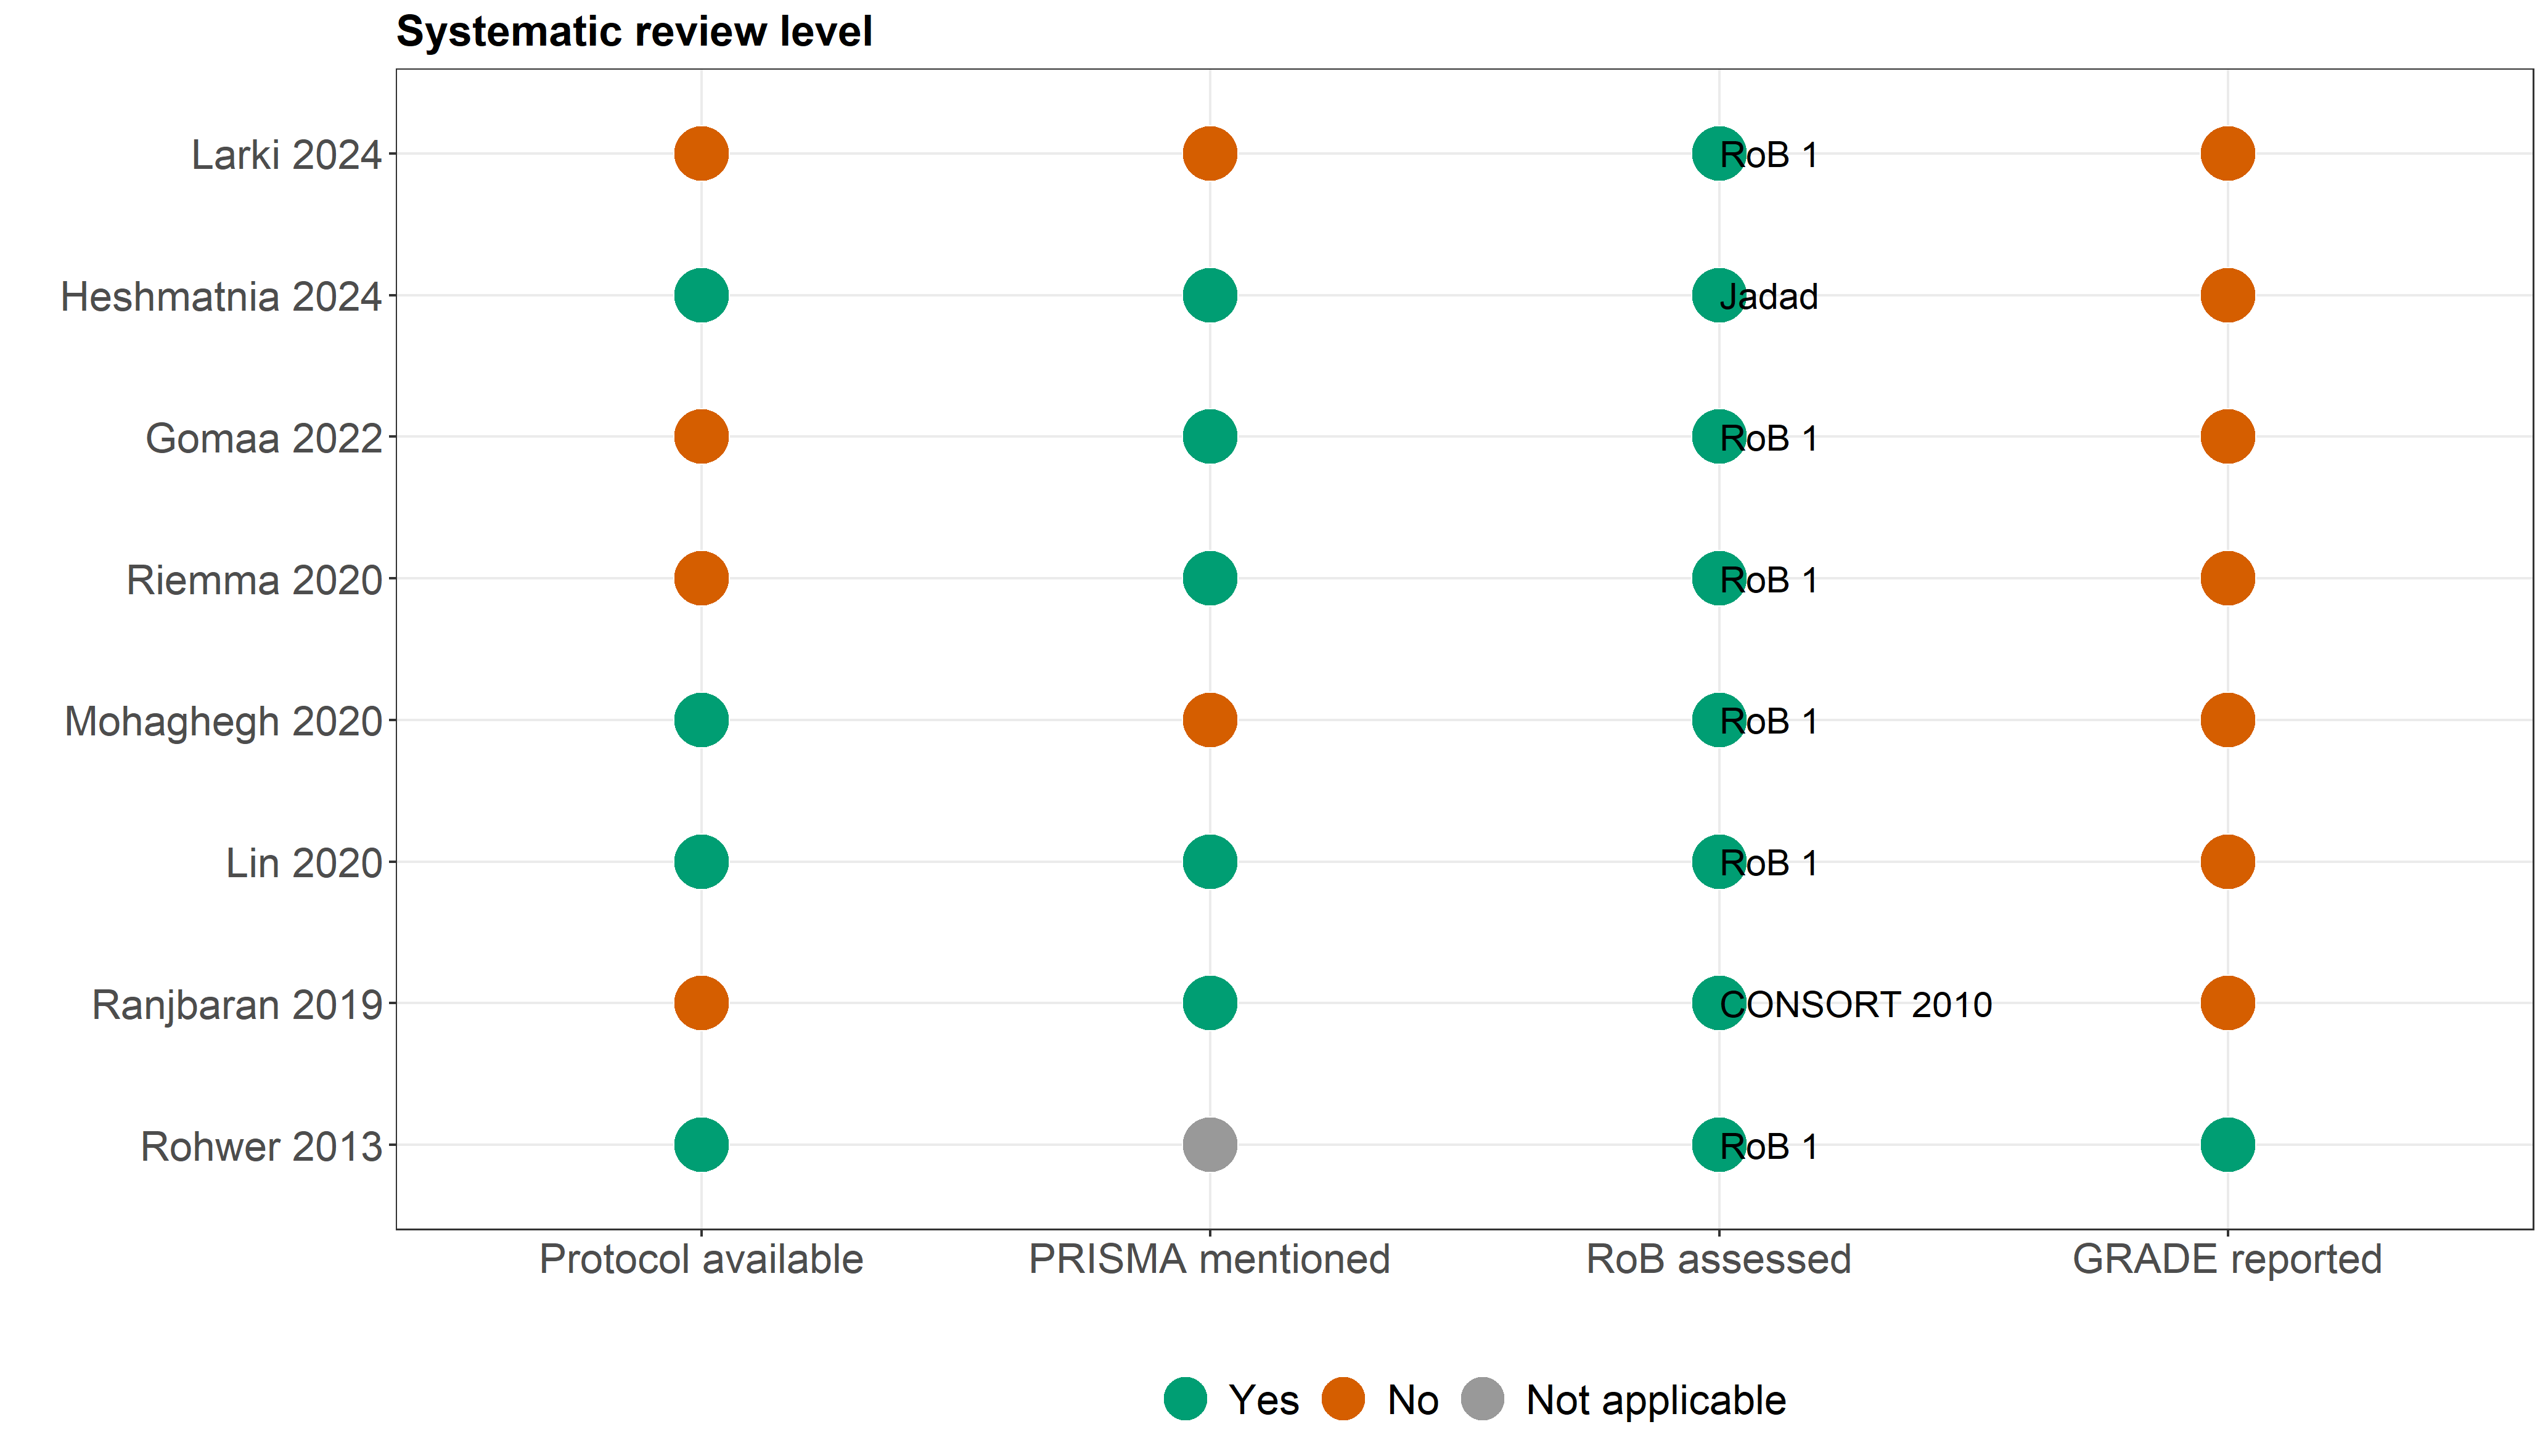 Systematic review level
Larki 2024
RoB 1
Heshmatnia 2024
Jadad
Gomaa 2022
RoB 1
Riemma 2020
RoB 1
Mohaghegh 2020
RoB 1
Lin 2020
RoB 1
Ranjbaran 2019
CONSORT 2010
Rohwer 2013
RoB 1
Protocol available
PRISMA mentioned
RoB assessed
GRADE reported
Yes
No
Not applicable